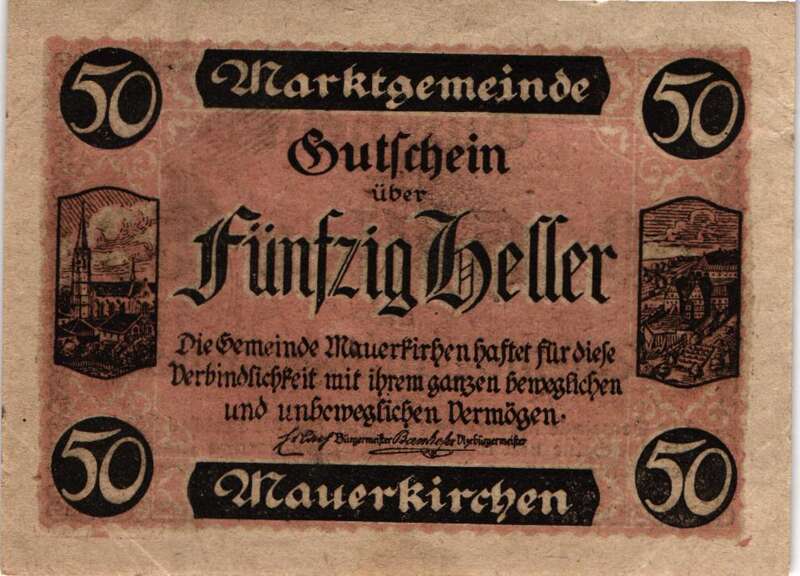 50 Marktgemeinde 50
Gutschein
über
Fünfzig Heller
Die Gemeinde Mauerkirchen haftet für diese
Verbindlichkeit mit ihrem ganzen beweglichen
und unbeweglichen Vermögen.
Bürgermeister Vizebürgermeister
50 Mauerkirchen 50